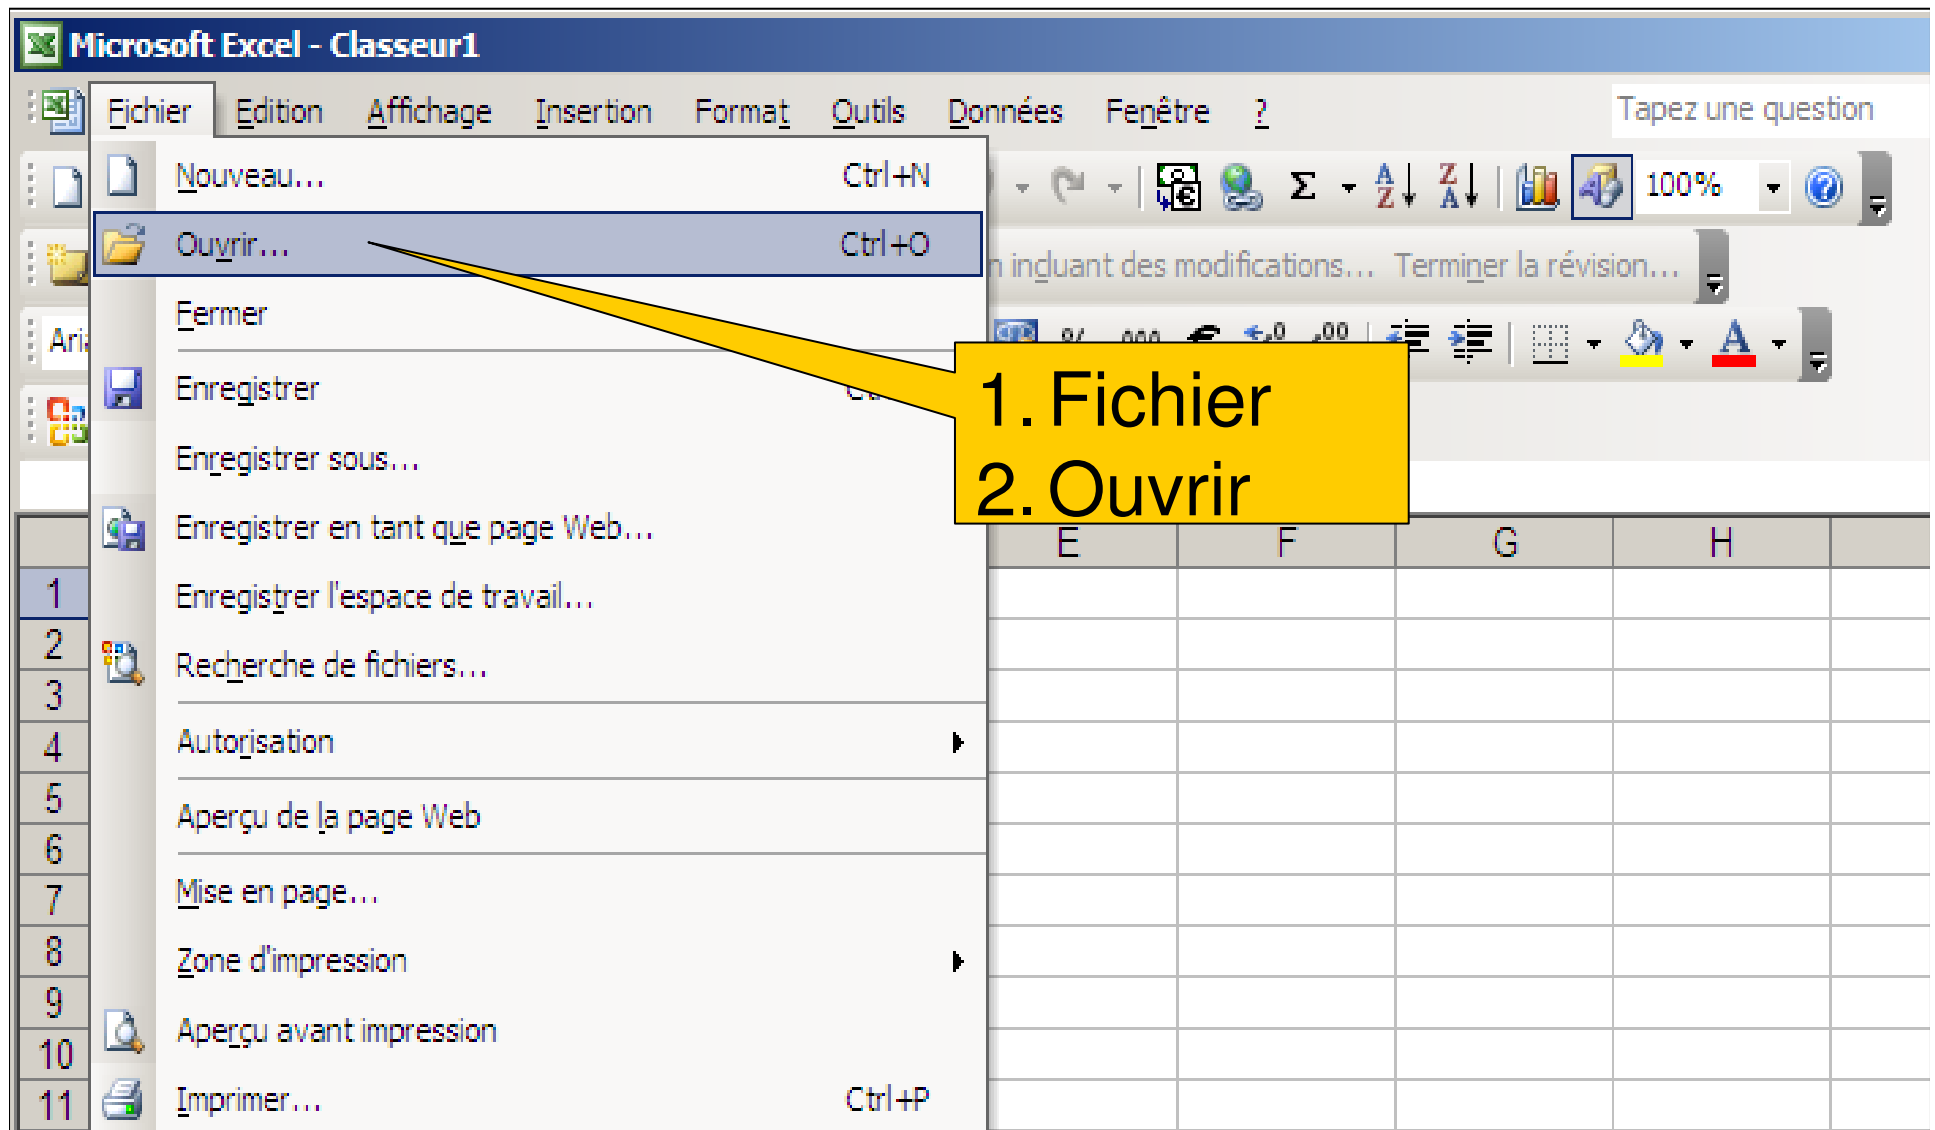 Microsoft Excel - Classeur1
Fichier Edition Affichage Insertion Format Outils Données Fenêtre ? Tapez une question
Nouveau... Ctrl+N
100%
Ouvrir... Ctrl+O
incluant des modifications... Terminer la révision...
Fermer
Enregistrer
1. Fichier
2. Ouvrir
Enregistrer sous...
Enregistrer en tant que page Web...
E F G H
Enregistrer l'espace de travail...
1
2
Recherche de fichiers...
3
Autorisation
4
5
Aperçu de la page Web
6
Mise en page...
7
Zone d'impression
8
9
Aperçu avant impression
10
Imprimer... Ctrl+P
11